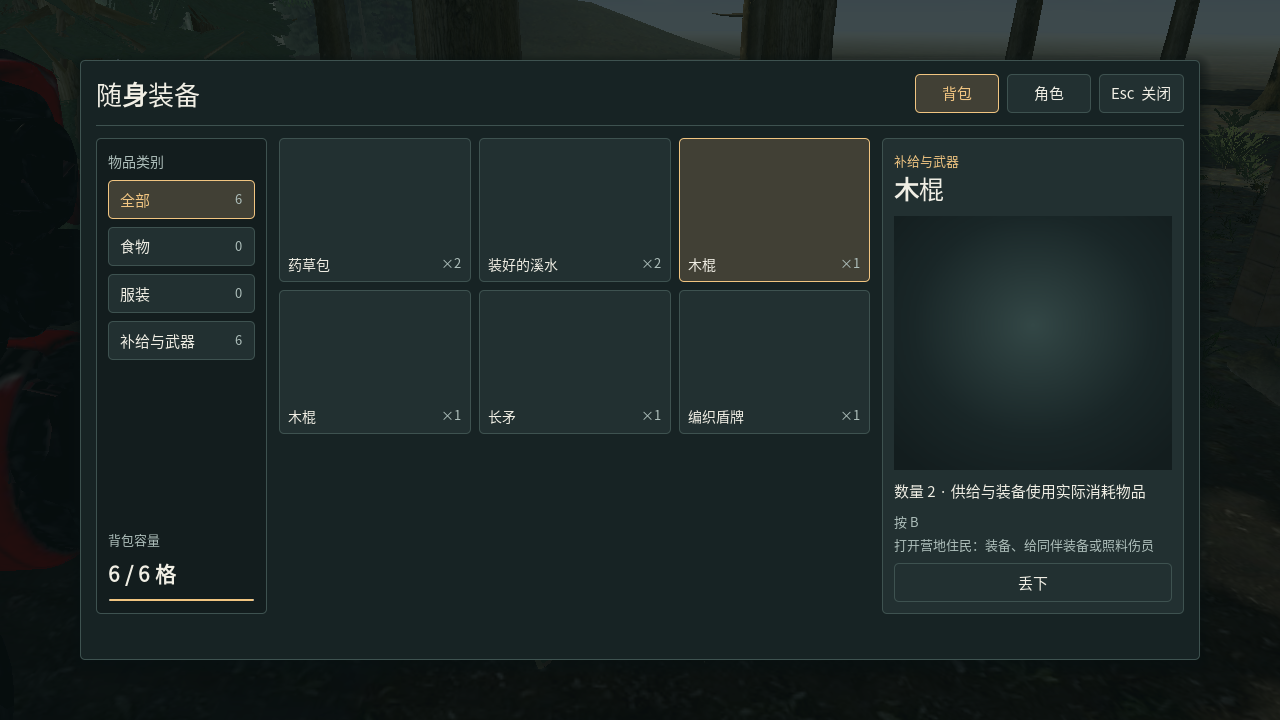 随身装备
背包
角色
Esc 关闭
物品类别
全部 6
食物 0
服装 0
补给与武器 6
背包容量
6 / 6 格
药草包 ×2
装好的溪水 ×2
木棍 ×1
木棍 ×1
长矛 ×1
编织盾牌 ×1
补给与武器
木棍
数量 2 · 供给与装备使用实际消耗物品
按 B
打开营地住民：装备、给同伴装备或照料伤员
丢下